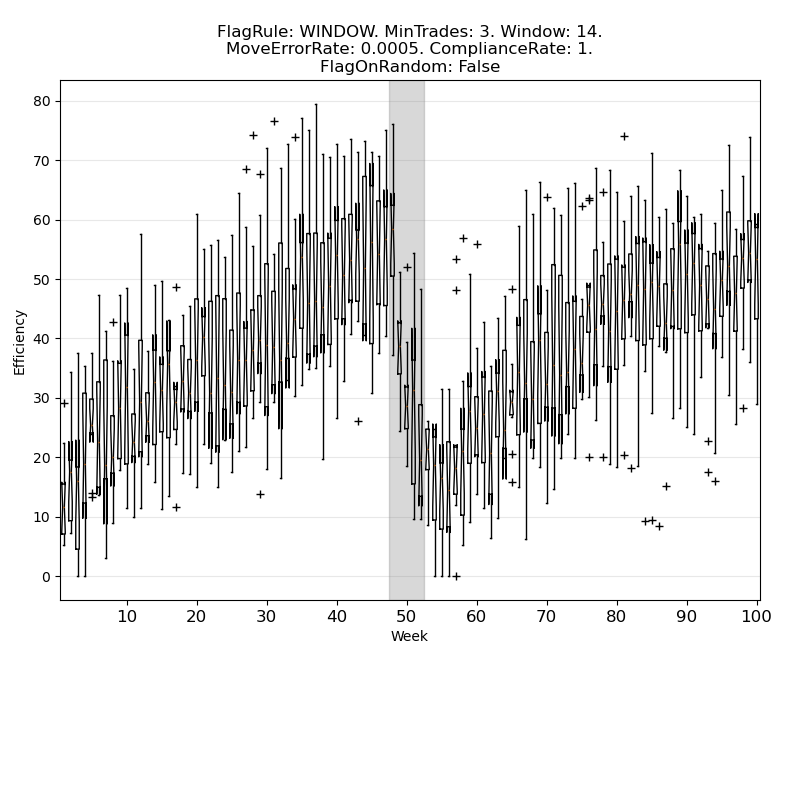 FlagRule: WINDOW. MinTrades: 3. Window: 14.
MoveErrorRate: 0.0005. ComplianceRate: 1.
FlagOnRandom: False
80
70
60
50
40
30
20
10
0
Efficiency
10 20 30 40 50 60 70 80 90 100
Week